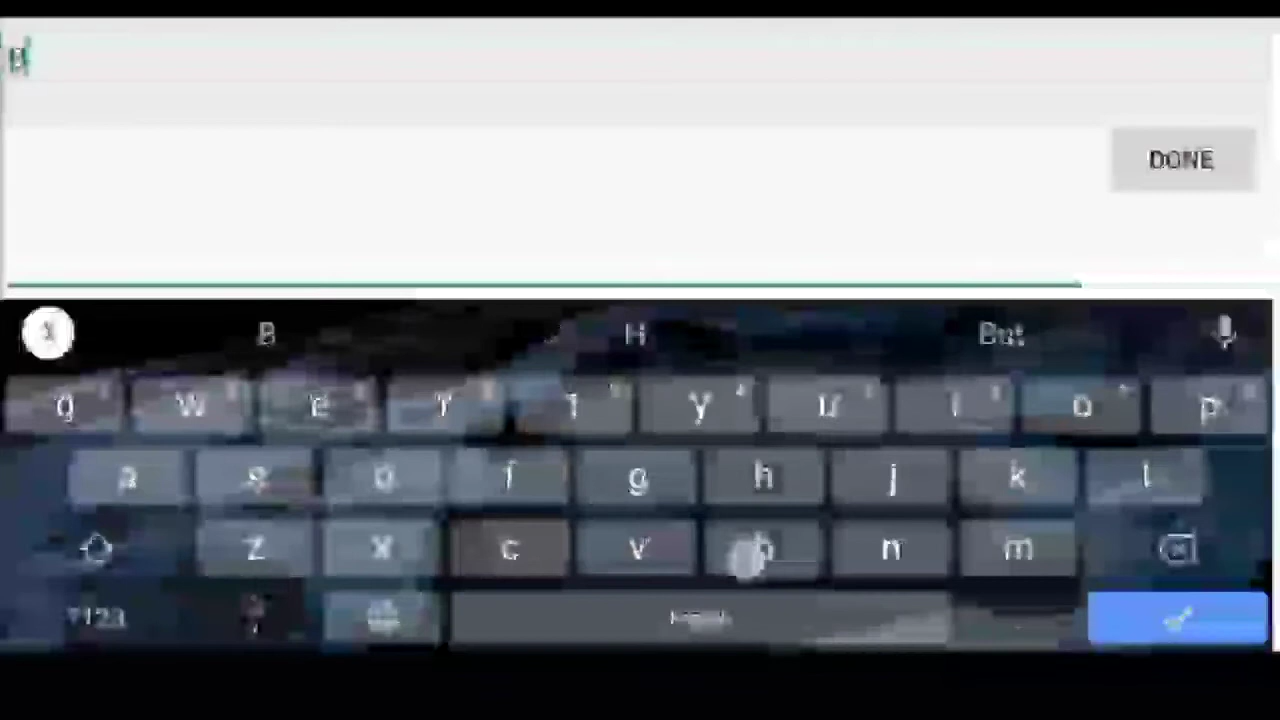 B
DONE
B H But
q w e r t y u i o p
a s d f g h j k l
z x c v b n m
?123